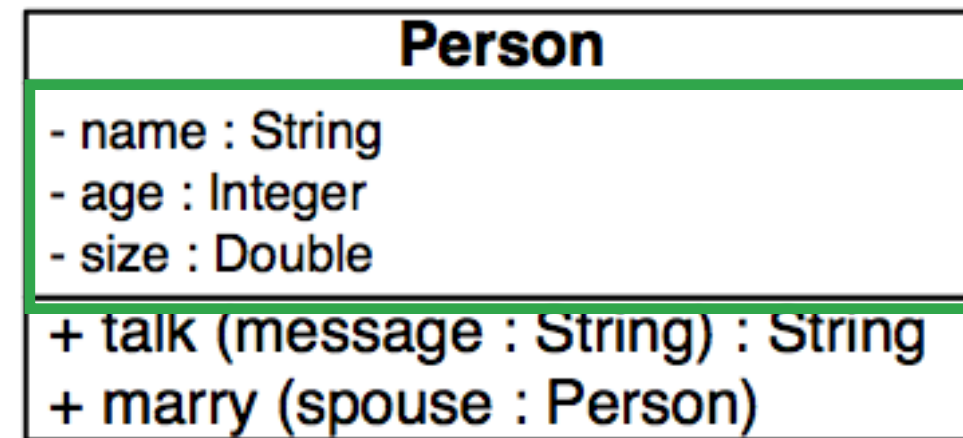 Person
- name : String
- age : Integer
- size : Double
+ talk (message : String) : String
+ marry (spouse : Person)